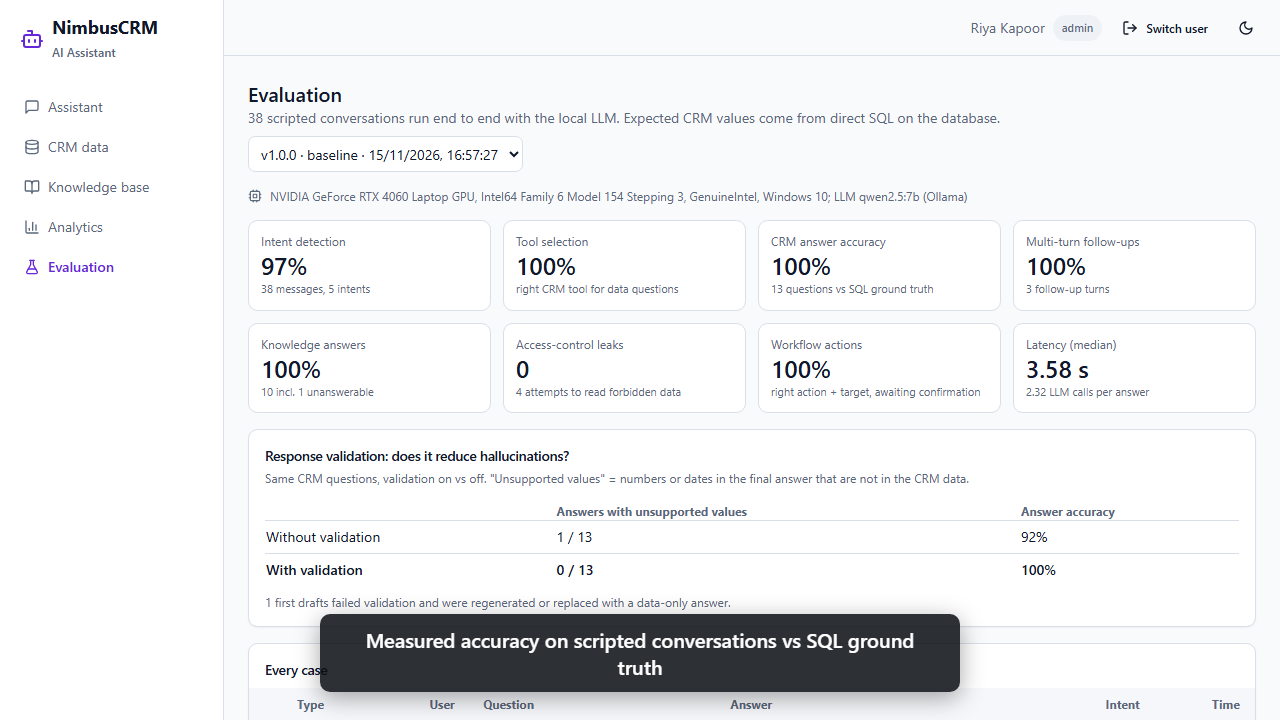 NimbusCRM
AI Assistant
Riya Kapoor admin Switch user
Assistant
CRM data
Knowledge base
Analytics
Evaluation
Evaluation
38 scripted conversations run end to end with the local LLM. Expected CRM values come from direct SQL on the database.
v1.0.0 · baseline · 15/11/2026, 16:57:27
NVIDIA GeForce RTX 4060 Laptop GPU, Intel64 Family 6 Model 154 Stepping 3, GenuineIntel, Windows 10; LLM qwen2.5:7b (Ollama)
Intent detection
97%
38 messages, 5 intents
Tool selection
100%
right CRM tool for data questions
CRM answer accuracy
100%
13 questions vs SQL ground truth
Multi-turn follow-ups
100%
3 follow-up turns
Knowledge answers
100%
10 incl. 1 unanswerable
Access-control leaks
0
4 attempts to read forbidden data
Workflow actions
100%
right action + target, awaiting confirmation
Latency (median)
3.58 s
2.32 LLM calls per answer
Response validation: does it reduce hallucinations?
Same CRM questions, validation on vs off. "Unsupported values" = numbers or dates in the final answer that are not in the CRM data.
Answers with unsupported values Answer accuracy
Without validation 1 / 13 92%
With validation 0 / 13 100%
1 first drafts failed validation and were regenerated or replaced with a data-only answer.
Measured accuracy on scripted conversations vs SQL ground
truth
Every case
Type User Question Answer Intent Time